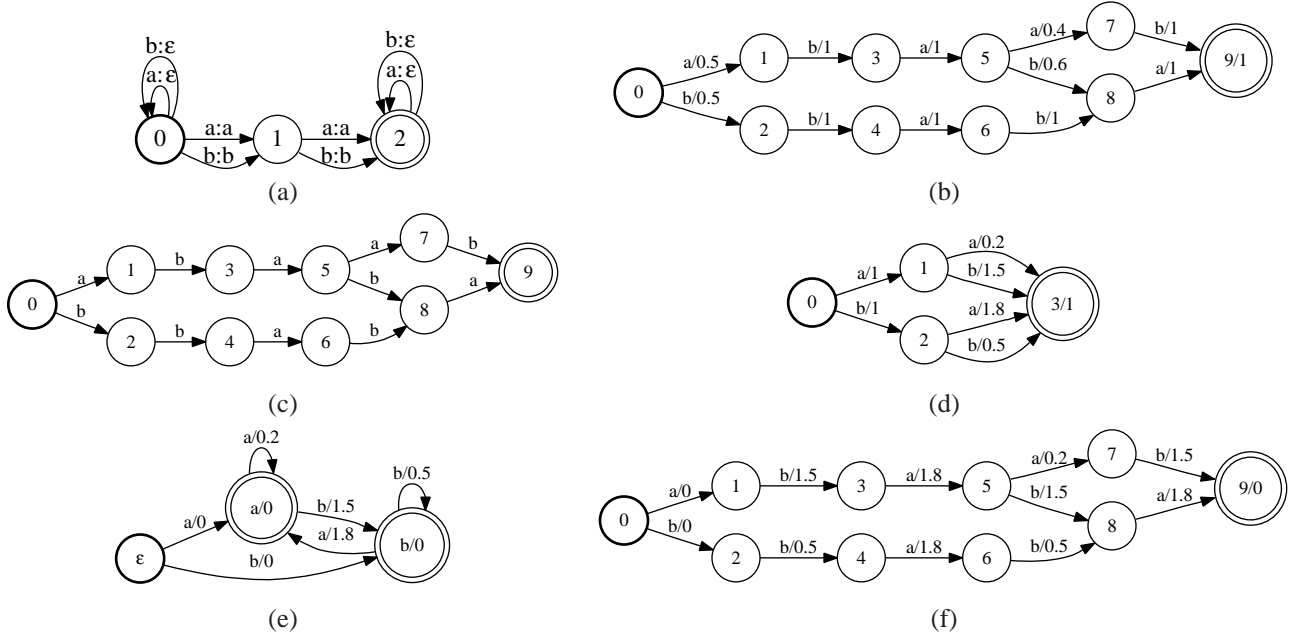 b:ε
a:ε
b:ε
a:ε
0
a:a
b:b
1
a:a
b:b
2
(a)
0
a/0.5
b/0.5
1
b/1
3
a/1
5
a/0.4
b/0.6
7
b/1
2
b/1
4
a/1
6
b/1
8
a/1
9/1
(b)
0
a
b
1
b
3
a
5
a
b
7
b
2
b
4
a
6
b
8
a
9
(c)
0
a/1
b/1
1
a/0.2
b/1.5
2
a/1.8
b/0.5
3/1
(d)
ε
a/0
b/0
a/0.2
a/0
b/1.5
a/1.8
b/0.5
b/0
(e)
0
a/0
b/0
1
b/1.5
3
a/1.8
5
a/0.2
b/1.5
7
b/1.5
2
b/0.5
4
a/1.8
6
b/0.5
8
a/1.8
9/0
(f)